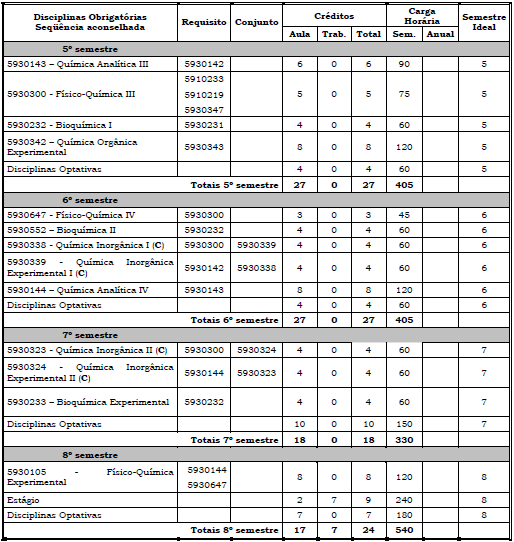 Disciplinas Obrigatórias Seqüência aconselhada Requisito Conjunto Créditos Carga Horária Semestre Ideal
Aula Trab. Total Sem. Anual
5º semestre
5930143 – Química Analítica III 5930142 6 0 6 90 5
5930300 - Físico-Química III 5910233 5910219 5930347 5 0 5 75 5
5930232 - Bioquímica I 5930231 4 0 4 60 5
5930342 – Química Orgânica Experimental 5930343 8 0 8 120 5
Disciplinas Optativas 4 0 4 60 5
Totais 5º semestre 27 0 27 405
6º semestre
5930647 - Físico-Química IV 5930300 3 0 3 45 6
5930552 – Bioquímica II 5930232 4 0 4 60 6
5930338 - Química Inorgânica I (C) 5930300 5930339 4 0 4 60 6
5930339 - Química Inorgânica Experimental I (C) 5930142 5930338 4 0 4 60 6
5930144 – Química Analítica IV 5930143 8 0 8 120 6
Disciplinas Optativas 4 0 4 60 6
Totais 6º semestre 27 0 27 405
7º semestre
5930323 - Química Inorgânica II (C) 5930300 5930324 4 0 4 60 7
5930324 - Química Inorgânica Experimental II (C) 5930144 5930323 4 0 4 60 7
5930233 – Bioquímica Experimental 5930232 4 0 4 60 7
Disciplinas Optativas 10 0 10 150 7
Totais 7º semestre 18 0 18 330
8º semestre
5930105 - Físico-Química Experimental 5930144 5930647 8 0 8 120 8
Estágio 2 7 9 240 8
Disciplinas Optativas 7 0 7 180 8
Totais 8º semestre 17 7 24 540